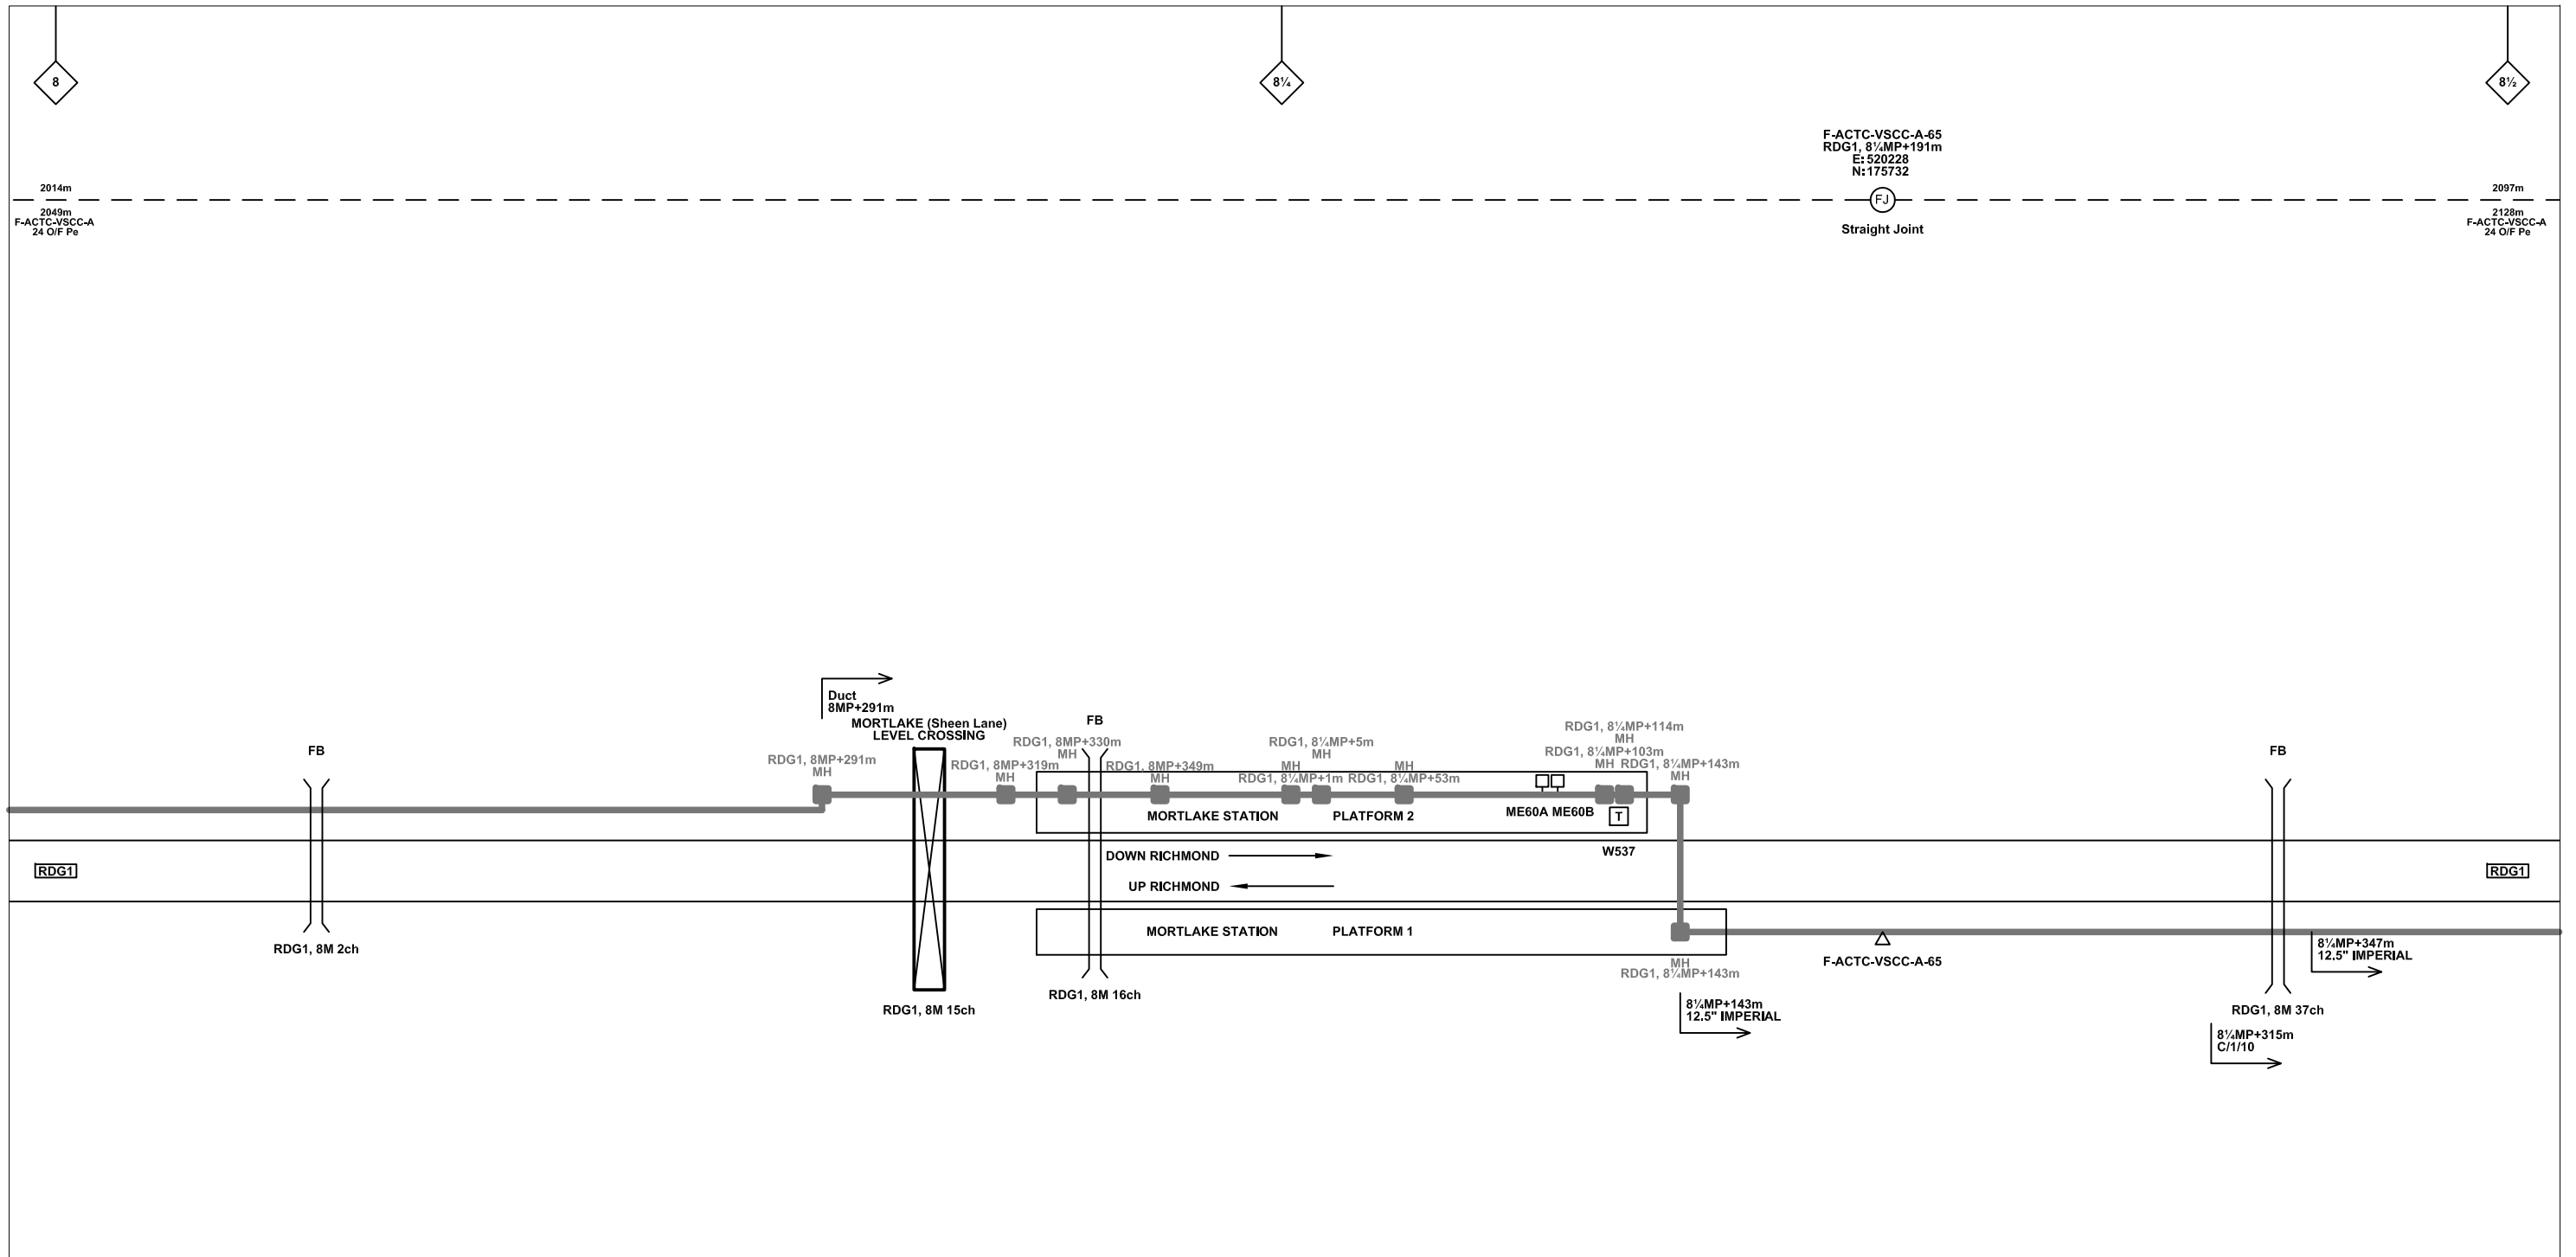 8
8¼
8½
F-ACTC-VSCC-A-65
RDG1, 8¼MP+191m
E: 520228
N: 175732
2014m
2049m
F-ACTC-VSCC-A
24 O/F Pe
FJ
Straight Joint
2097m
2128m
F-ACTC-VSCC-A
24 O/F Pe
Duct
8MP+291m
MORTLAKE (Sheen Lane)
LEVEL CROSSING
FB
FB
FB
RDG1, 8MP+291m
MH
RDG1, 8MP+319m
MH
RDG1, 8MP+330m
MH
RDG1, 8MP+349m
MH
MH
RDG1, 8¼MP+1m
RDG1, 8¼MP+5m
MH
MH
RDG1, 8¼MP+53m
RDG1, 8¼MP+114m
MH
RDG1, 8¼MP+103m
MH
RDG1, 8¼MP+143m
MH
MORTLAKE STATION PLATFORM 2
ME60A ME60B
T
W537
RDG1
DOWN RICHMOND
UP RICHMOND
RDG1
MORTLAKE STATION PLATFORM 1
RDG1, 8M 2ch
RDG1, 8M 15ch
RDG1, 8M 16ch
MH
RDG1, 8¼MP+143m
8¼MP+143m
12.5" IMPERIAL
F-ACTC-VSCC-A-65
8¼MP+347m
12.5" IMPERIAL
RDG1, 8M 37ch
8¼MP+315m
C/1/10